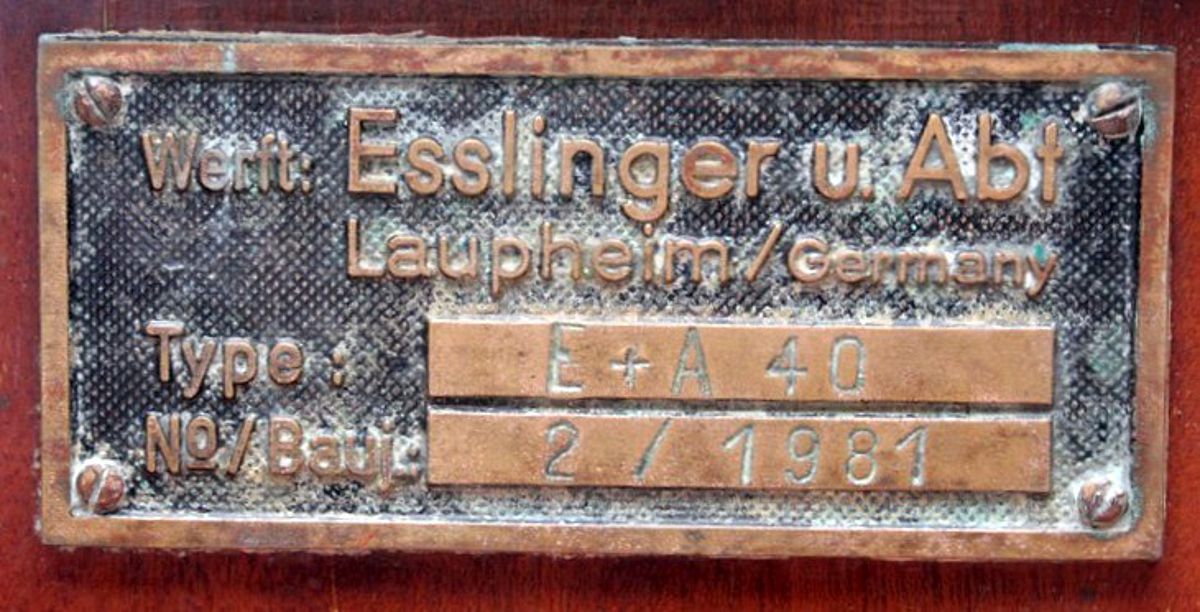 Werft: Esslinger u. Abt
Laupheim/Germany
Type : E+A 40
Nº/Bauj.: 2 / 1981